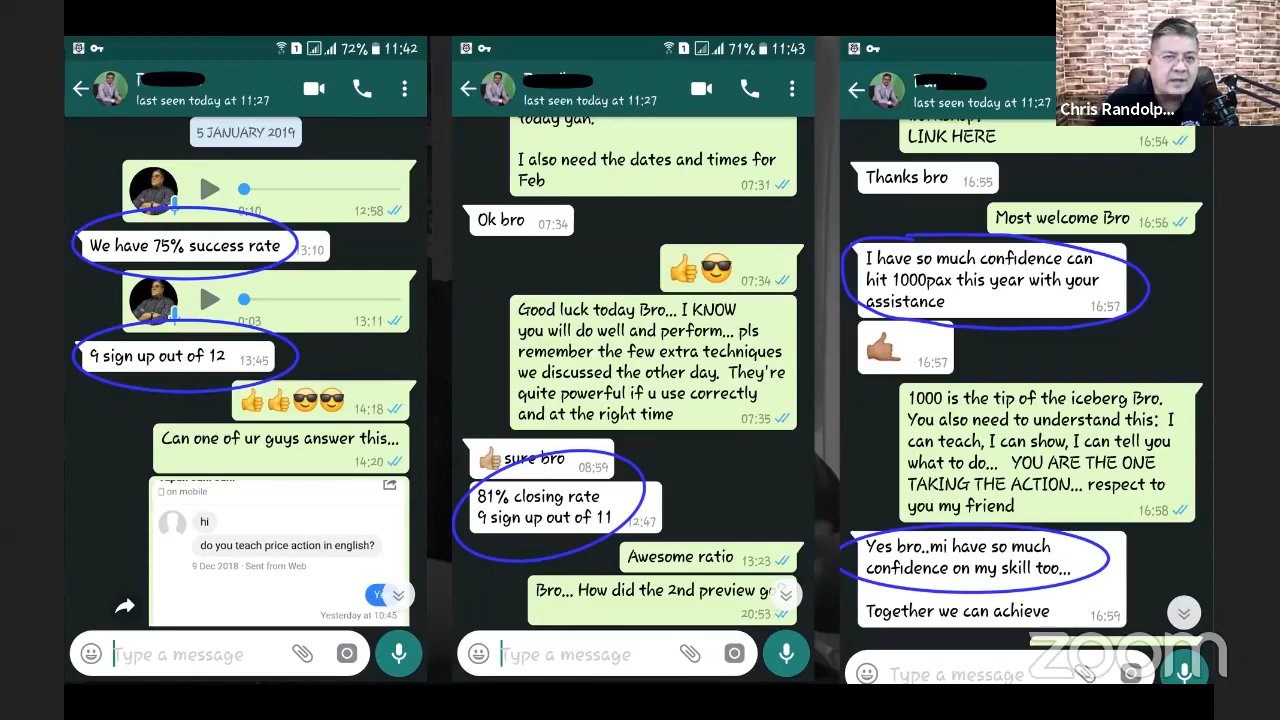 72% 11:42
last seen today at 11:27
5 JANUARY 2019
0:10 12:58
We have 75% success rate
13:10
0:03 13:11
9 sign up out of 12 13:45
14:18
Can one of ur guys answer this...
14:20
on mobile
hi
do you teach price action in english?
9 Dec 2018 · Sent from Web
Yesterday at 10:45
Type a message
71% 11:43
last seen today at 11:27
today yah.
I also need the dates and times for
Feb
07:31
Ok bro 07:34
07:34
Good luck today Bro... I KNOW
you will do well and perform... pls
remember the few extra techniques
we discussed the other day. They're
quite powerful if u use correctly
and at the right time
07:35
sure bro
08:59
81% closing rate
9 sign up out of 11
12:47
Awesome ratio 13:23
Bro... How did the 2nd preview
20:53
Type a message
last seen today at 11:27
LINK HERE
16:54
Thanks bro 16:55
Most welcome Bro 16:56
I have so much confidence can
hit 1000pax this year with your
assistance
16:57
16:57
1000 is the tip of the iceberg Bro.
You also need to understand this: I
can teach, I can show, I can tell you
what to do... YOU ARE THE ONE
TAKING THE ACTION... respect to
you my friend
16:58
Yes bro..mi have so much
confidence on my skill too...
Together we can achieve
16:59
Type a message
Chris Randolp...
zoom